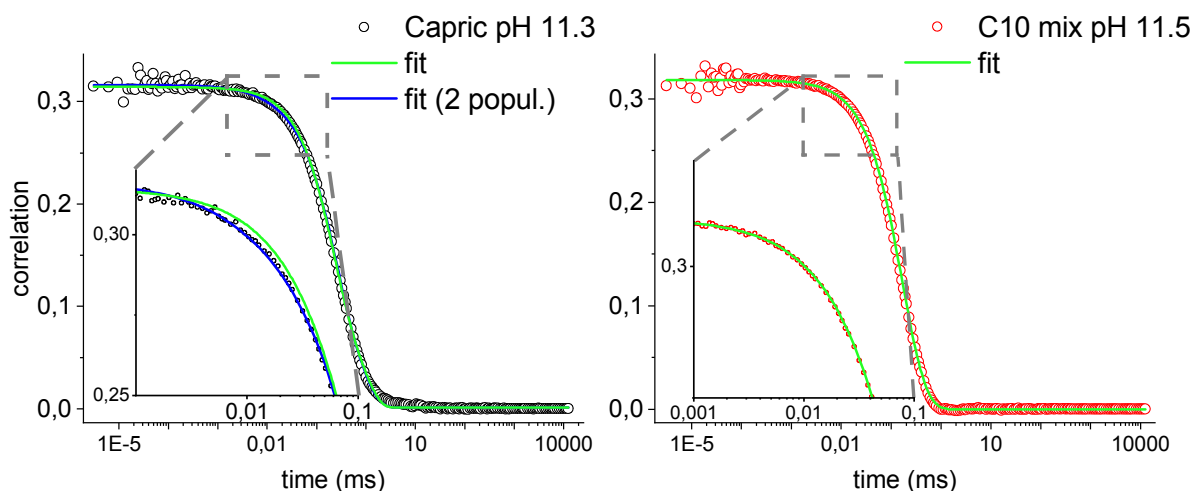 Capric pH 11.3
fit
fit (2 popul.)
correlation
0,3
0,2
0,1
0,0
0,30
0,25
0,01
0,1
1E-5
0,01
10
10000
time (ms)
C10 mix pH 11.5
fit
0,3
0,2
0,1
0,0
0,3
0.001
0,01
0,1
1E-5
0,01
10
10000
time (ms)